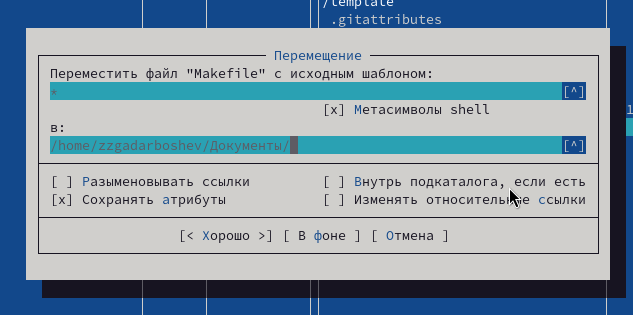 /template
.gitattributes
Перемещение
Переместить файл "Makefile" с исходным шаблоном:
*
[^]
[x] Метасимволы shell
в:
/home/zzgadarboshev/Документы/
[^]
[ ] Разыменовывать ссылки
[ ] Внутрь подкаталога, если есть
[x] Сохранять атрибуты
[ ] Изменять относительные ссылки
[< Хорошо >] [ В фоне ] [ Отмена ]